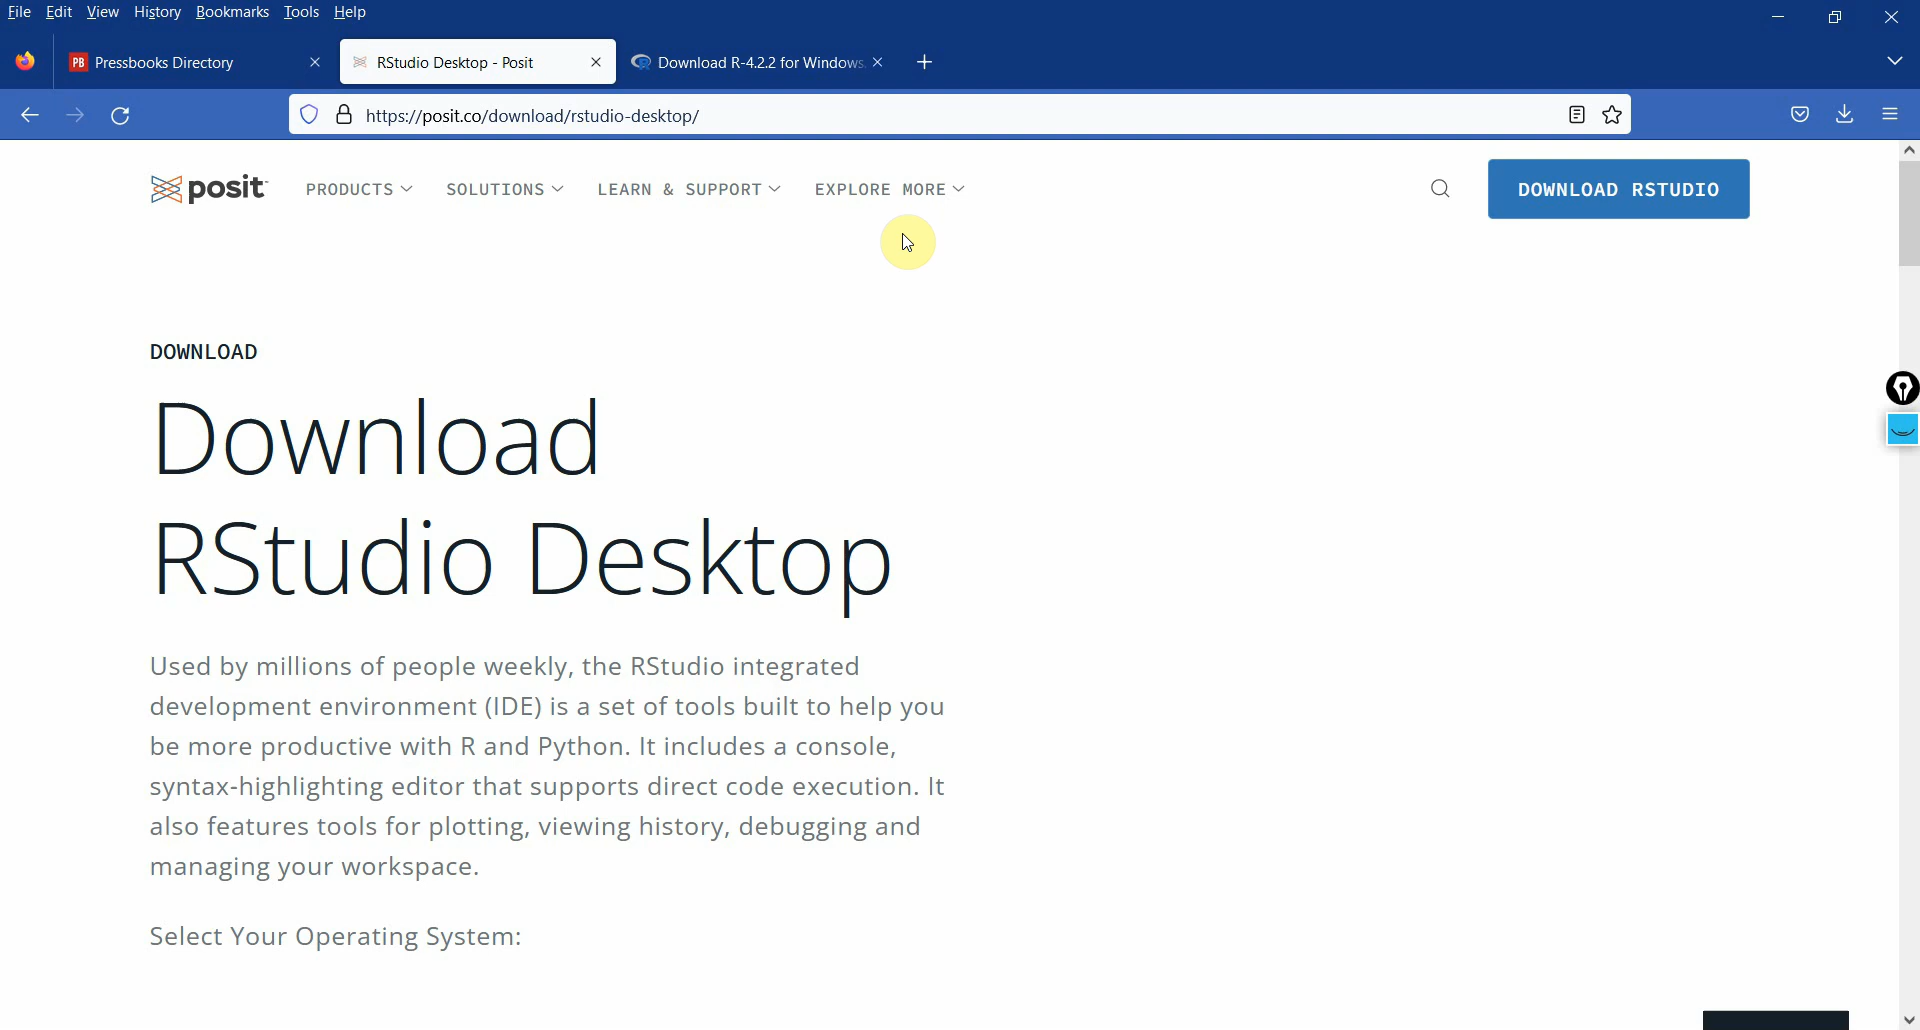 File Edit View History Bookmarks Tools Help
PB Pressbooks Directory
RStudio Desktop - Posit
Download R-4.2.2 for Windows.
https://posit.co/download/rstudio-desktop/
posit
PRODUCTS SOLUTIONS LEARN & SUPPORT EXPLORE MORE
DOWNLOAD RSTUDIO
DOWNLOAD
Download
RStudio Desktop
Used by millions of people weekly, the RStudio integrated
development environment (IDE) is a set of tools built to help you
be more productive with R and Python. It includes a console,
syntax-highlighting editor that supports direct code execution. It
also features tools for plotting, viewing history, debugging and
managing your workspace.
Select Your Operating System: